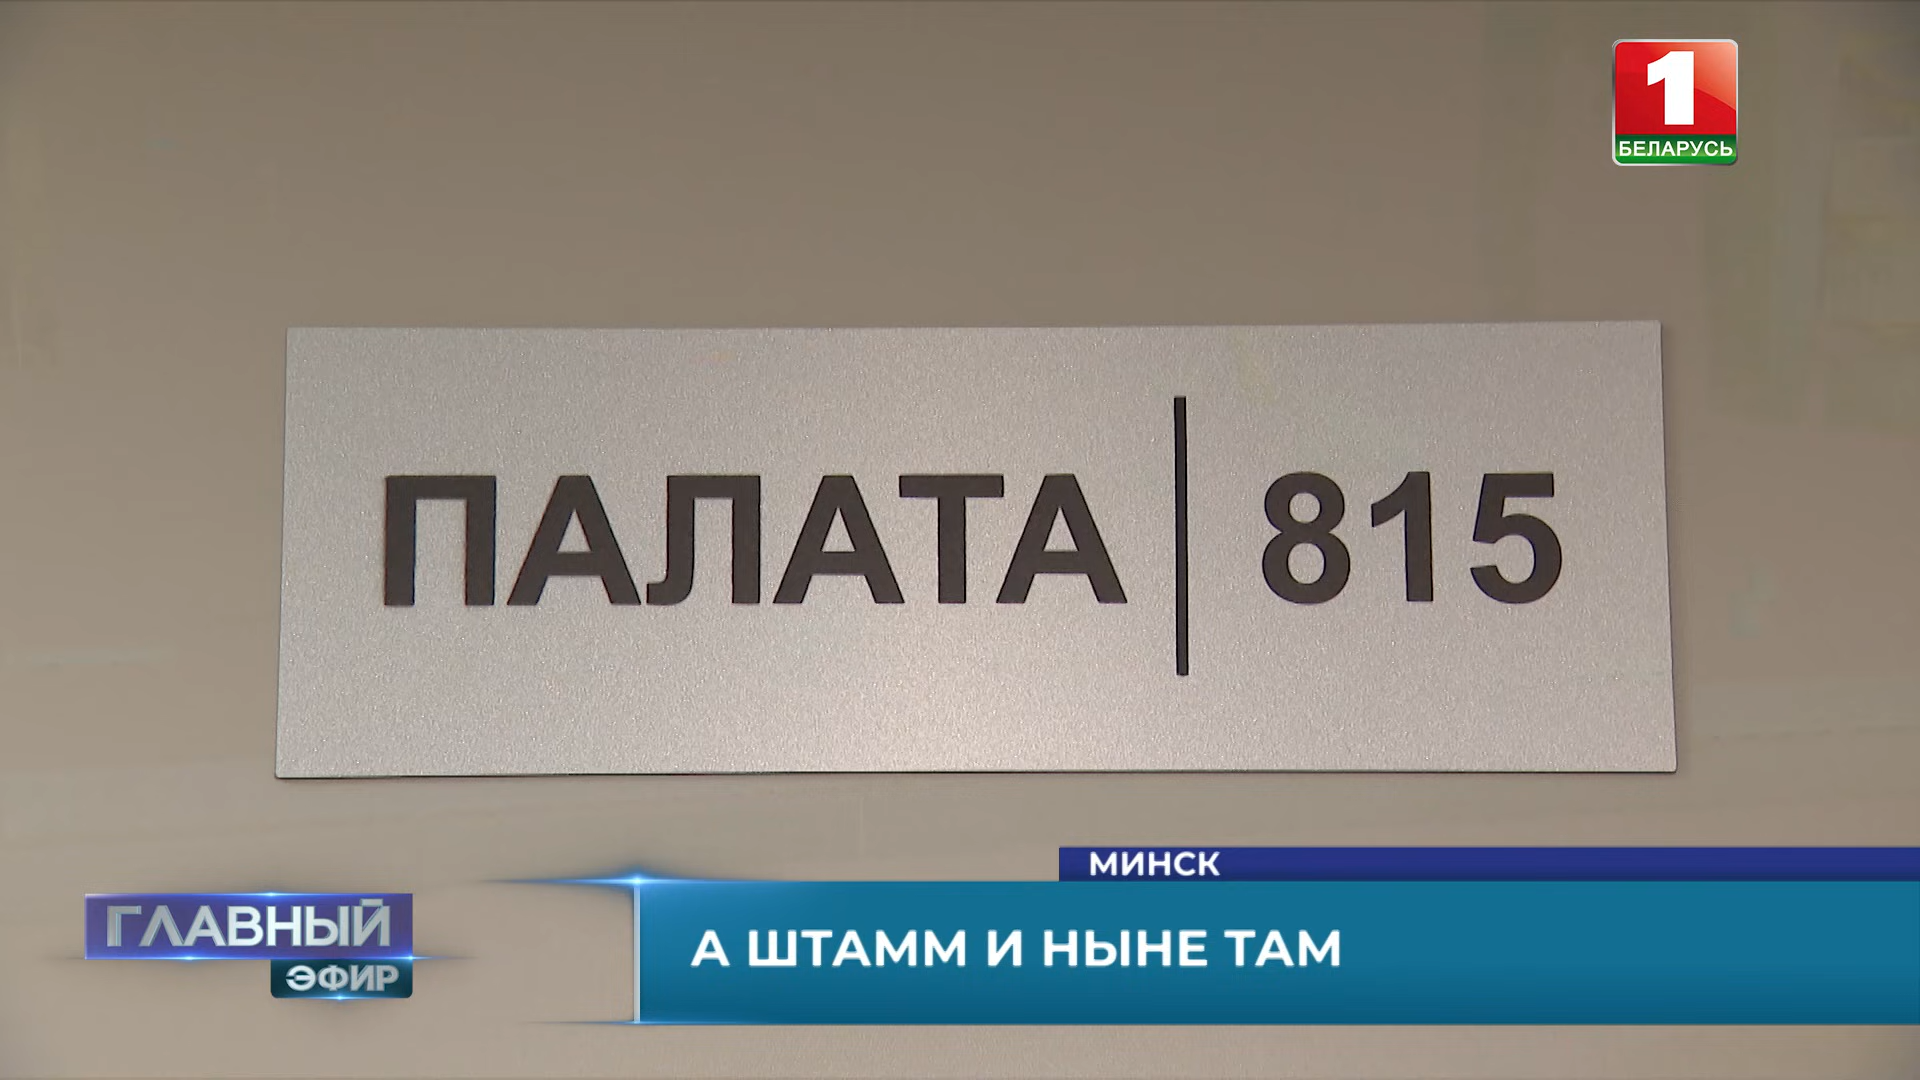 1
БЕЛАРУСЬ
ПАЛАТА | 815
МИНСК
ГЛАВНЫЙ
ЭФИР
А ШТАММ И НЫНЕ ТАМ